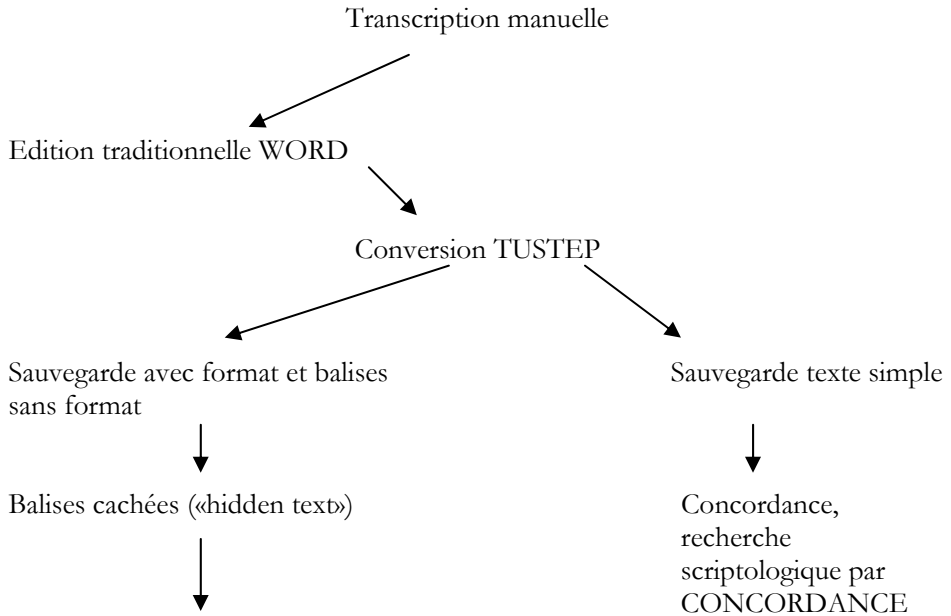 Transcription manuelle
Edition traditionnelle WORD
Conversion TUSTEP
Sauvegarde avec format et balises
sans format
Sauvegarde texte simple
Balises cachées («hidden text»)
Concordance,
recherche
scriptologique par
CONCORDANCE